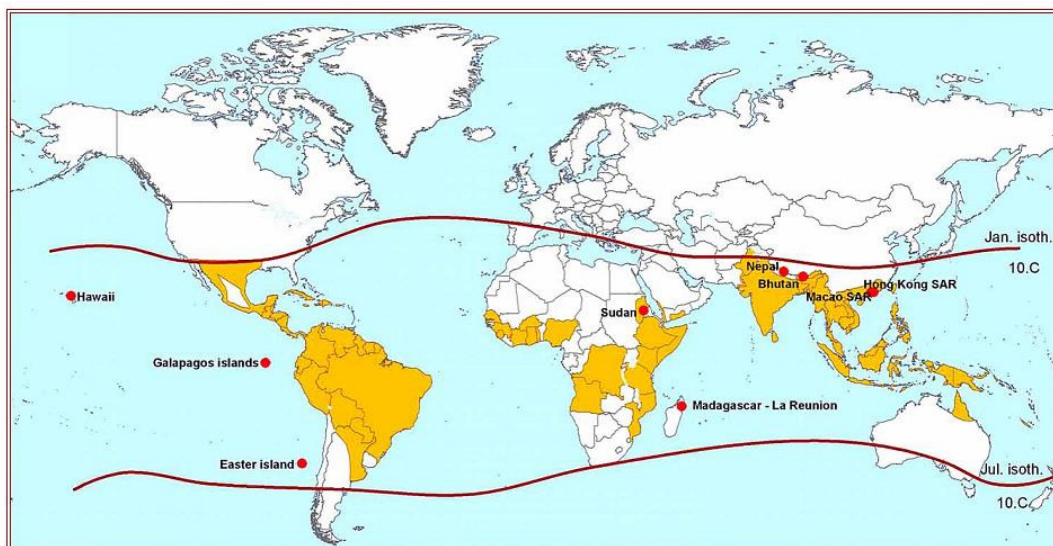 Jan. isoth.
10.C
Nepal
Bhutan
Hong Kong SAR
Macao SAR
Hawaii
Sudan
Galapagos islands
Madagascar - La Reunion
Easter island
Jul. isoth.
10.C